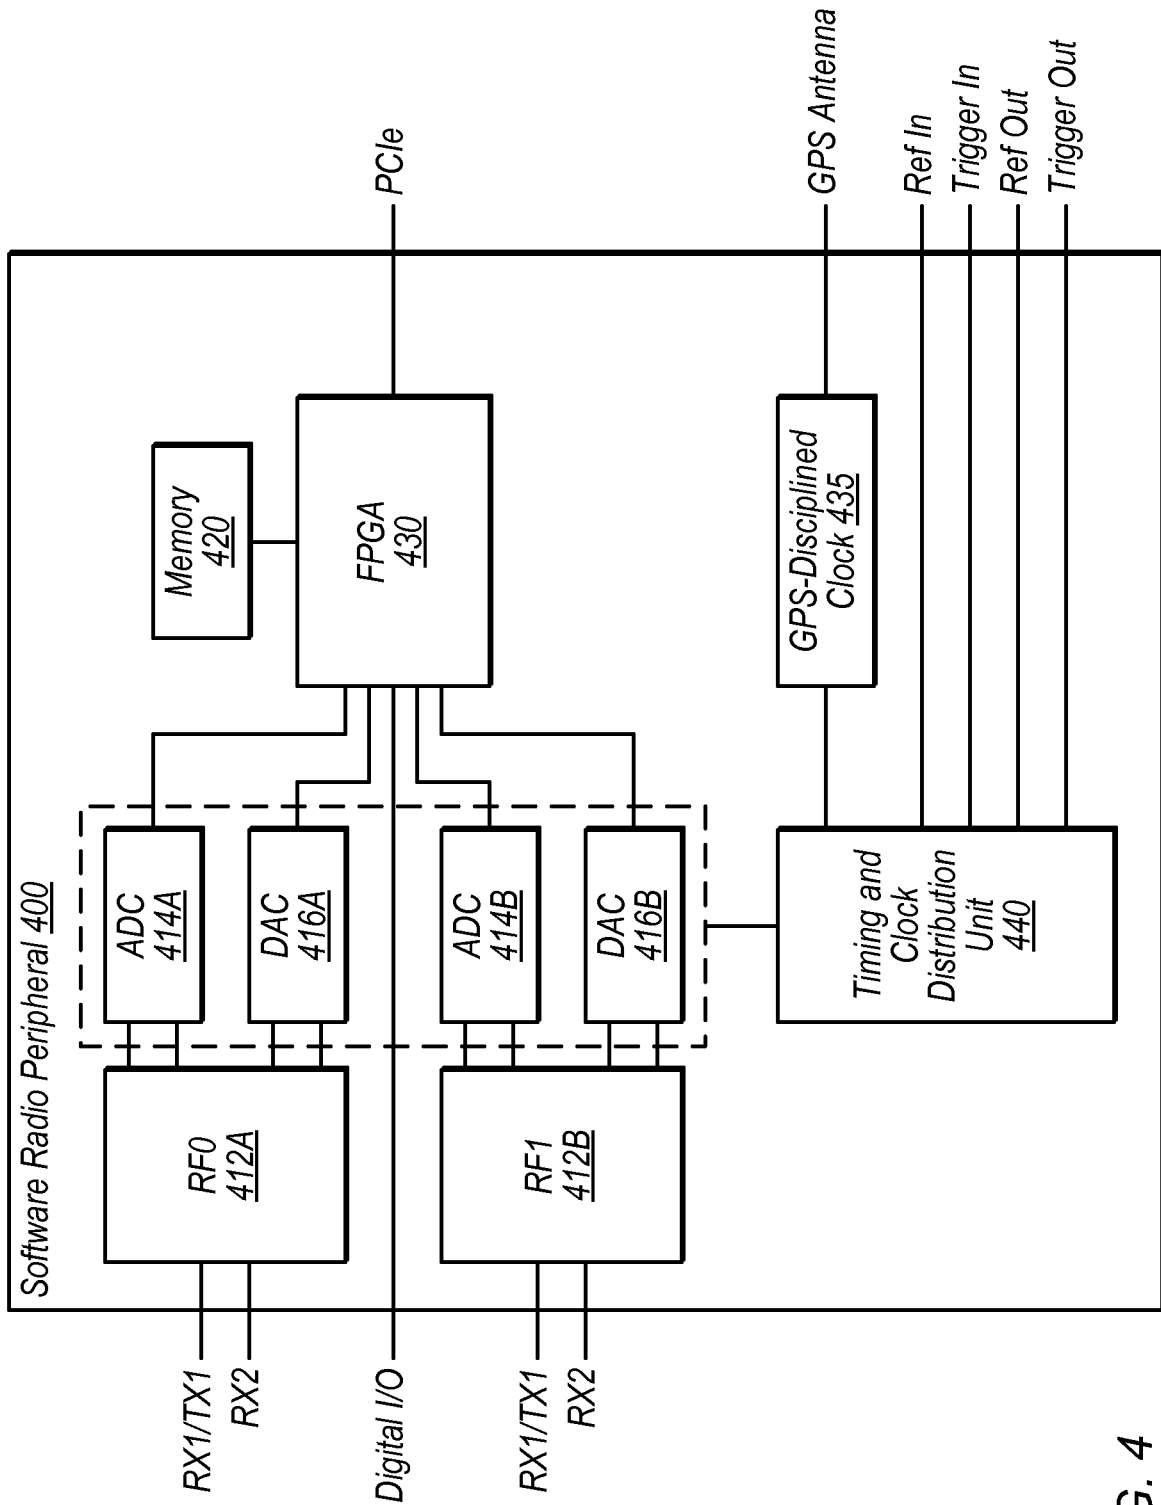 Software Radio Peripheral 400
RX1/TX1
RX2
Digital I/O
RX1/TX1
RX2
RF0
412A
RF1
412B
ADC
414A
DAC
416A
ADC
414B
DAC
416B
Memory
420
FPGA
430
PCIe
Timing and
Clock
Distribution
Unit
440
GPS-Disciplined
Clock 435
GPS Antenna
Ref In
Trigger In
Ref Out
Trigger Out
G. 4